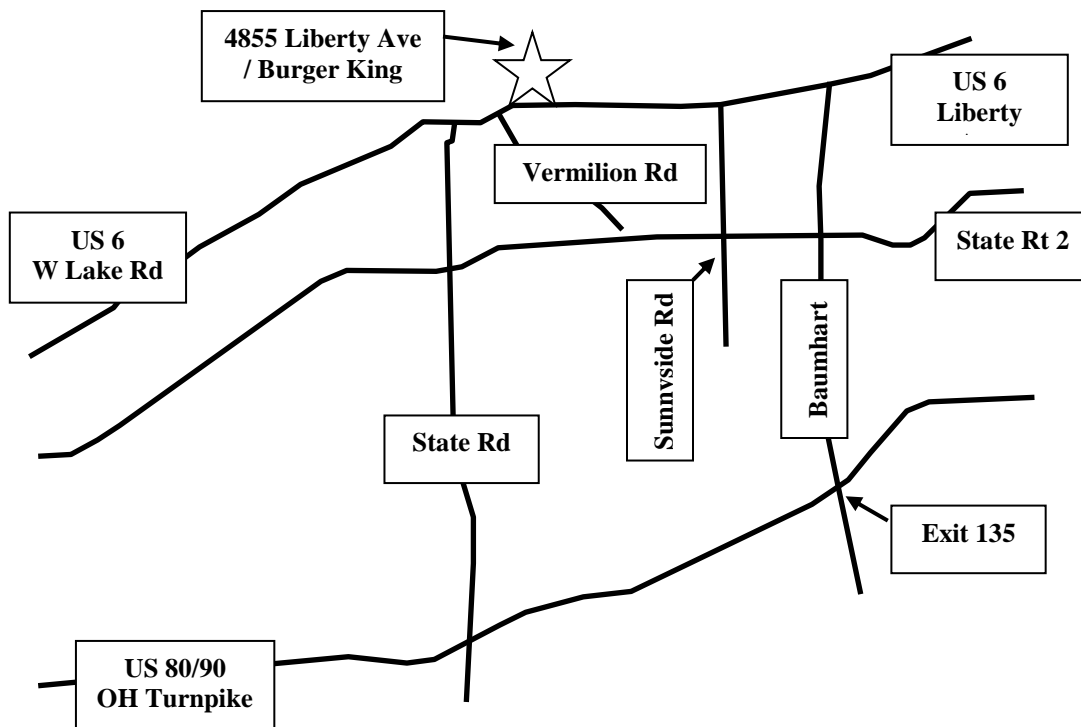 4855 Liberty Ave
/ Burger King
US 6
Liberty
Vermilion Rd
US 6
W Lake Rd
State Rt 2
Sunnvside Rd
Baumhart
State Rd
Exit 135
US 80/90
OH Turnpike